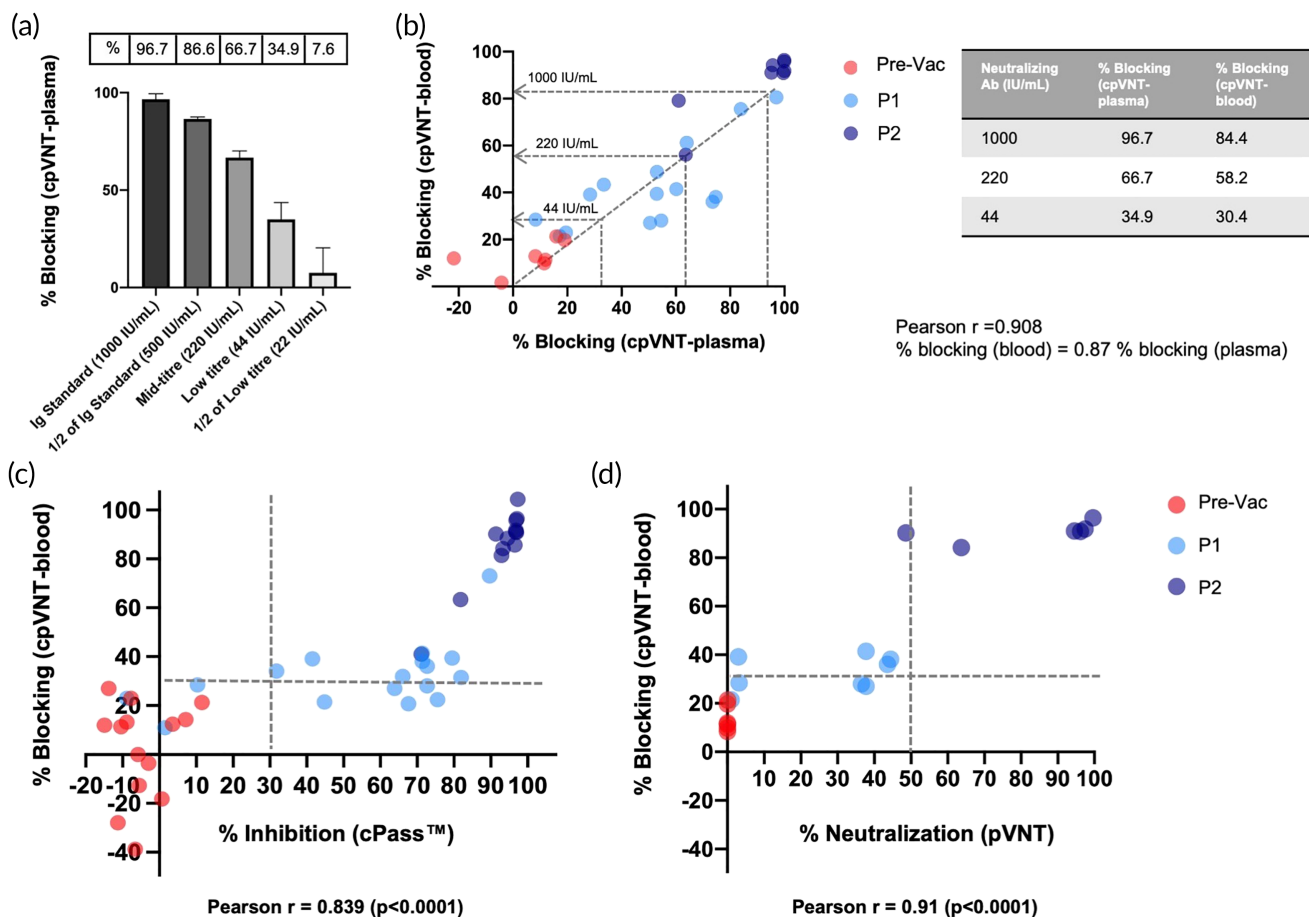 (a)
% 96.7 86.6 66.7 34.9 7.6
% Blocking (cpVNT-plasma)
100
50
0
Ig Standard (1000 IU/mL)
1/2 of Ig Standard (500 IU/mL)
Mid-titre (220 IU/mL)
Low titre (44 IU/mL)
1/2 of Low titre (22 IU/mL)
(b)
% Blocking (cpVNT-blood)
100
80
60
40
20
1000 IU/mL
220 IU/mL
44 IU/mL
-20 0 20 40 60 80 100
% Blocking (cpVNT-plasma)
Pre-Vac
P1
P2
Neutralizing Ab (IU/mL) % Blocking (cpVNT-plasma) % Blocking (cpVNT-blood)
1000 96.7 84.4
220 66.7 58.2
44 34.9 30.4
Pearson r =0.908
% blocking (blood) = 0.87 % blocking (plasma)
(c)
% Blocking (cpVNT-blood)
100
80
60
40
20
0
-20
-40
-20 -10 10 20 30 40 50 60 70 80 90 100
% Inhibition (cPass™)
Pearson r = 0.839 (p<0.0001)
(d)
% Blocking (cpVNT-blood)
100
80
60
40
20
0
-20
-40
10 20 30 40 50 60 70 80 90 100
% Neutralization (pVNT)
Pre-Vac
P1
P2
Pearson r = 0.91 (p<0.0001)